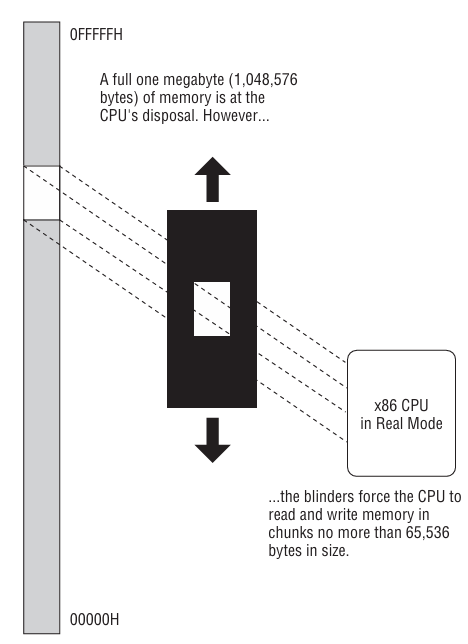 0FFFFFH
A full one megabyte (1,048,576
bytes) of memory is at the
CPU's disposal. However...
x86 CPU
in Real Mode
...the blinders force the CPU to
read and write memory in
chunks no more than 65,536
bytes in size.
00000H